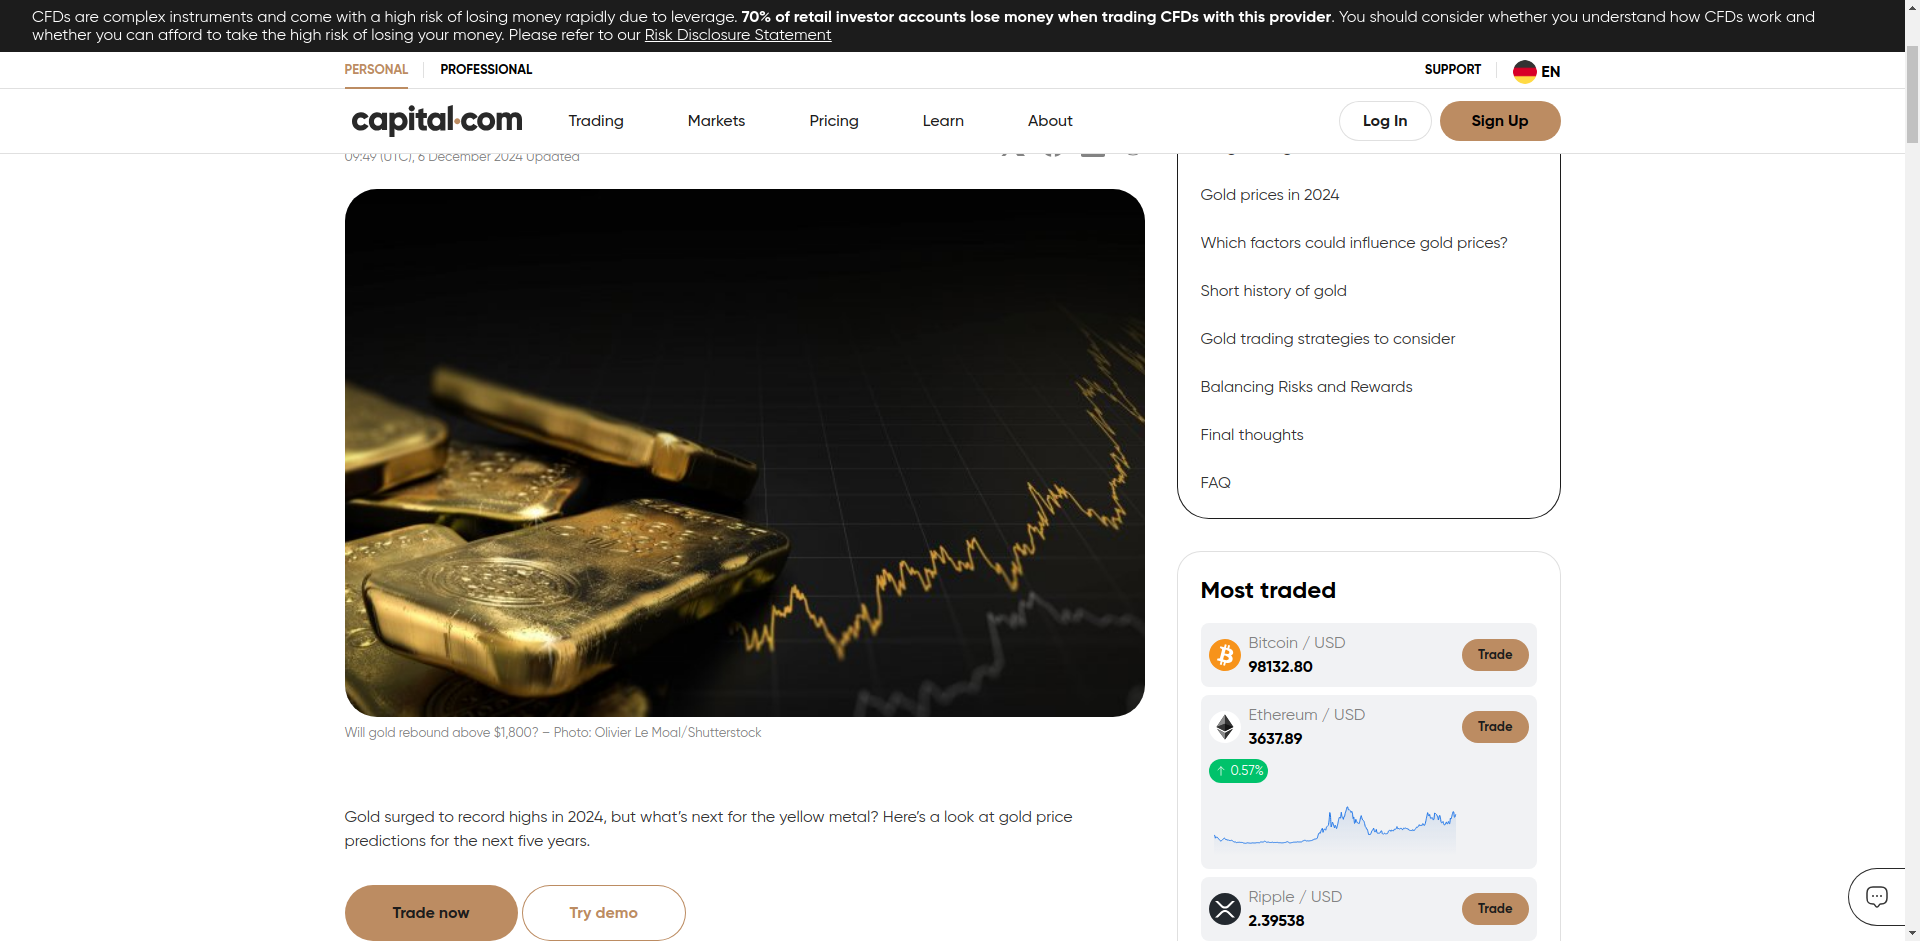 CFDs are complex instruments and come with a high risk of losing money rapidly due to leverage. 70% of retail investor accounts lose money when trading CFDs with this provider. You should consider whether you understand how CFDs work and
whether you can afford to take the high risk of losing your money. Please refer to our Risk Disclosure Statement
PERSONAL
PROFESSIONAL
SUPPORT
EN
capital.com
Trading
Markets
Pricing
Learn
About
Log In
Sign Up
09:49 (UTC), 6 December 2024 Updated
Gold prices in 2024
Which factors could influence gold prices?
Short history of gold
Gold trading strategies to consider
Balancing Risks and Rewards
Final thoughts
FAQ
Will gold rebound above $1,800? – Photo: Olivier Le Moal/Shutterstock
Gold surged to record highs in 2024, but what’s next for the yellow metal? Here’s a look at gold price
predictions for the next five years.
Trade now
Try demo
Most traded
Bitcoin / USD
98132.80
Trade
Ethereum / USD
3637.89
Trade
↑ 0.57%
Ripple / USD
2.39538
Trade